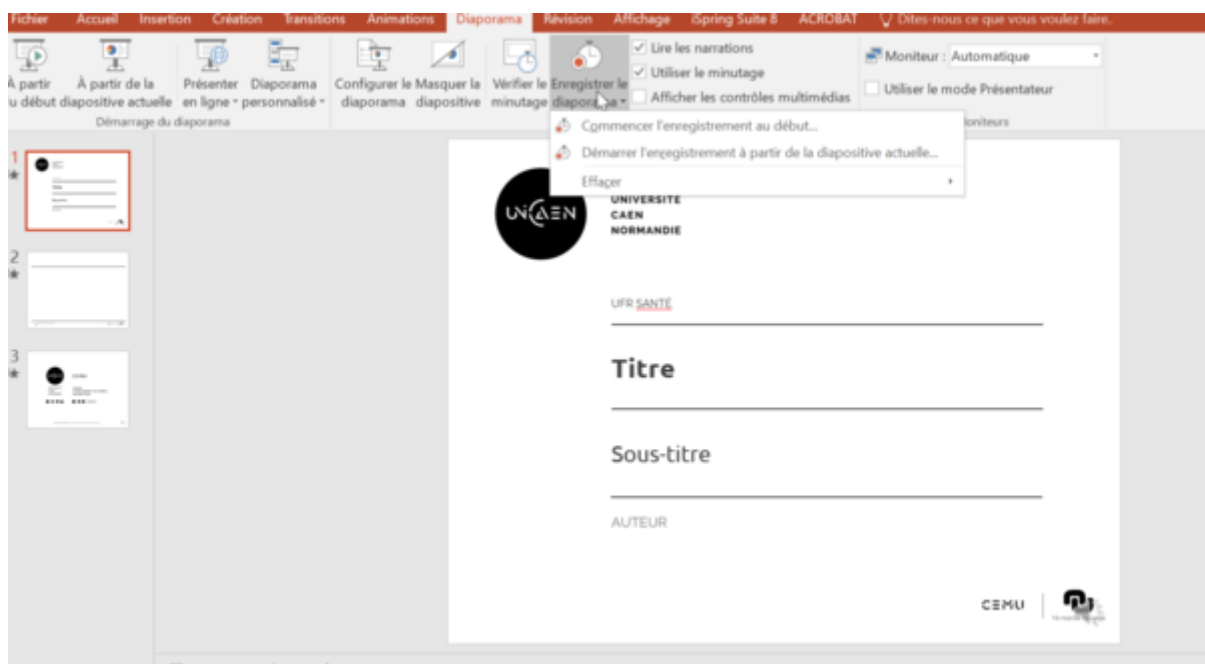 Fichier Accueil Insertion Création Transitions Animations Diaporama Révision Affichage iSpring Suite 8 ACROBAT Dites-nous ce que vous voulez faire.
À partir À partir de la Présenter Diaporama Configurer le Masquer la Vérifier le Enregistrer le
du début diapositive actuelle en ligne personnalisé diaporama diapositive minutage diaporama
Démarrage du diaporama
Lire les narrations
Utiliser le minutage
Afficher les contrôles multimédias
Moniteur : Automatique
Utiliser le mode Présentateur
Moniteurs
Commencer l'enregistrement au début...
Démarrer l'enregistrement à partir de la diapositive actuelle...
Effacer
1
2
3
UNICAEN
UNIVERSITÉ
CAEN
NORMANDIE
UFR SANTÉ
Titre
Sous-titre
AUTEUR
CEMU